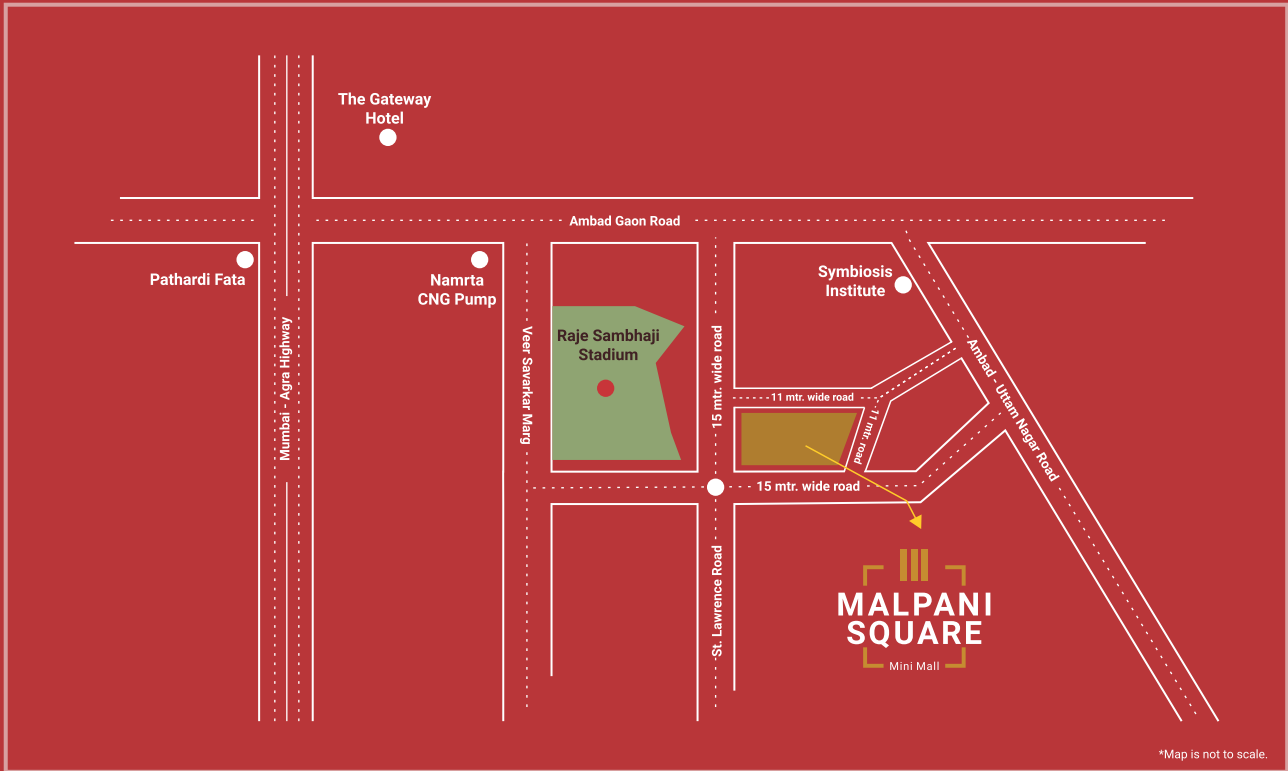 The Gateway
Hotel
Ambad Gaon Road
Pathardi Fata
Namrta
CNG Pump
Symbiosis
Institute
Mumbai - Agra Highway
Veer Savarkar Marg
Raje Sambhaji
Stadium
15 mtr. wide road
11 mtr. wide road
11 mtr. road
Ambad - Uttam Nagar Road
15 mtr. wide road
St. Lawrence Road
MALPANI
SQUARE
Mini Mall
*Map is not to scale.